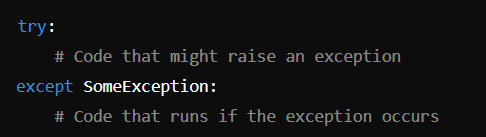 try:
    # Code that might raise an exception
except SomeException:
    # Code that runs if the exception occurs